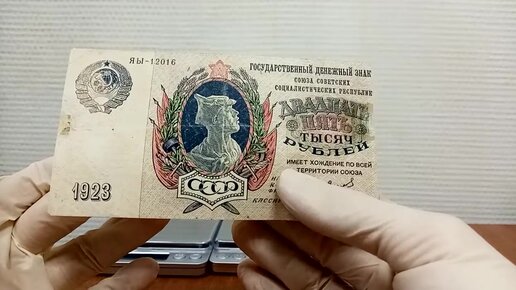 ЯЫ-12016
ГОСУДАРСТВЕННЫЙ ДЕНЕЖНЫЙ ЗНАК
СОЮЗА СОВЕТСКИХ
СОЦИАЛИСТИЧЕСКИХ РЕСПУБЛИК
ДВАДЦАТЬ
ПЯТЬ
ТЫСЯЧ
РУБЛЕЙ
ИМЕЕТ ХОЖДЕНИЕ ПО ВСЕЙ
ТЕРРИТОРИИ СОЮЗА
СССР
1923